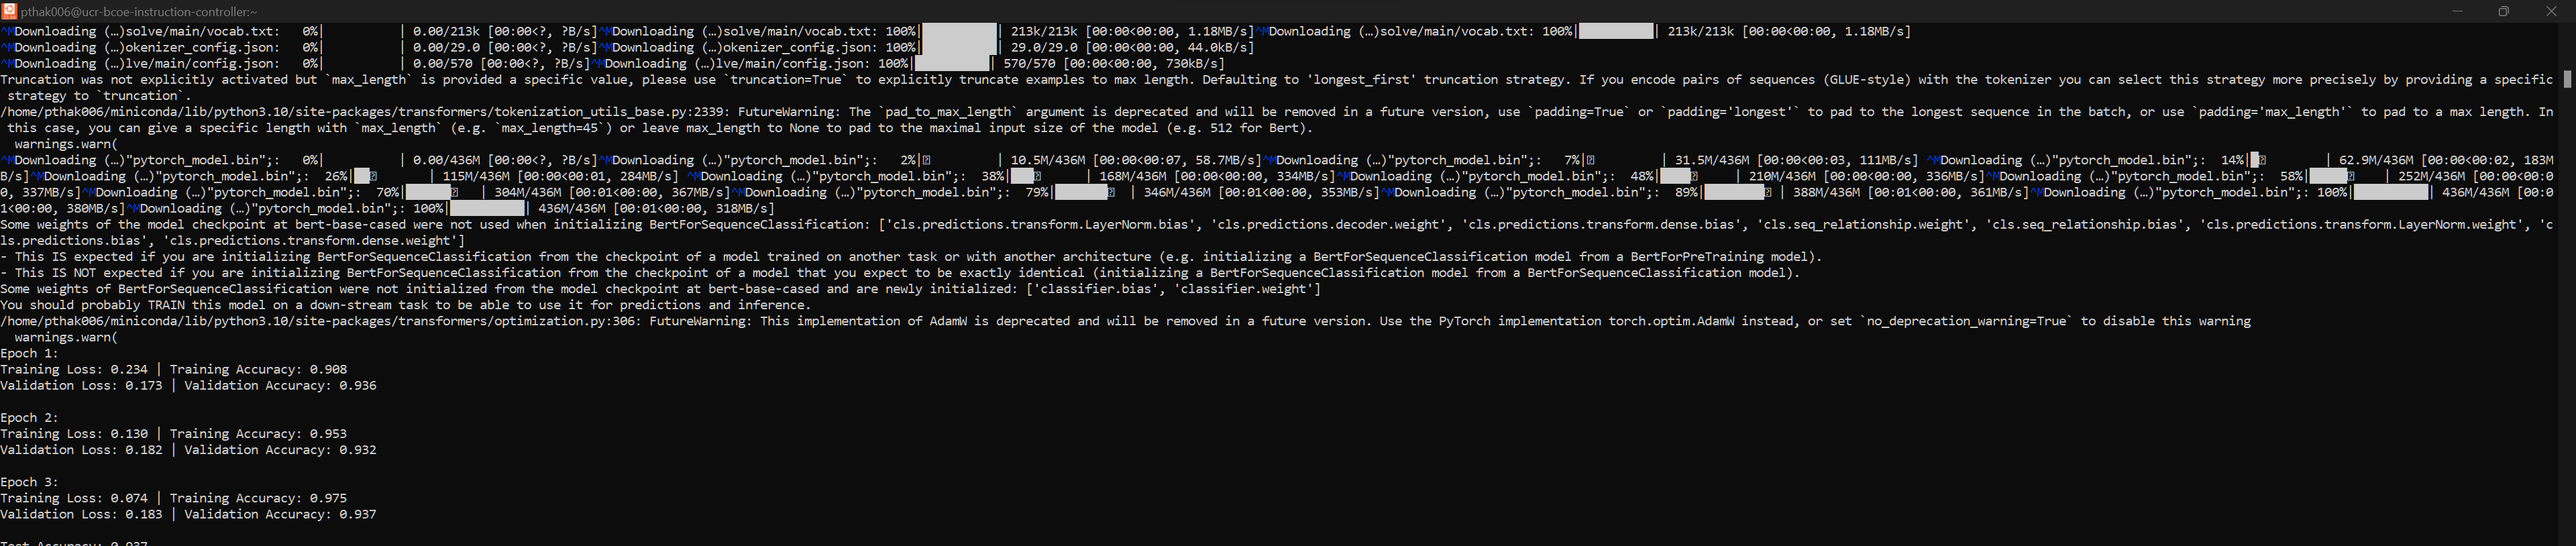 pthak006@ucr-bcoe-instruction-controller:~
^MDownloading (…)solve/main/vocab.txt:   0%|          | 0.00/213k [00:00<?, ?B/s]^MDownloading (…)solve/main/vocab.txt: 100%|██████████| 213k/213k [00:00<00:00, 1.18MB/s]^MDownloading (…)solve/main/vocab.txt: 100%|██████████| 213k/213k [00:00<00:00, 1.18MB/s]
^MDownloading (…)okenizer_config.json:   0%|          | 0.00/29.0 [00:00<?, ?B/s]^MDownloading (…)okenizer_config.json: 100%|██████████| 29.0/29.0 [00:00<00:00, 44.0kB/s]
^MDownloading (…)lve/main/config.json:   0%|          | 0.00/570 [00:00<?, ?B/s]^MDownloading (…)lve/main/config.json: 100%|██████████| 570/570 [00:00<00:00, 730kB/s]
Truncation was not explicitly activated but `max_length` is provided a specific value, please use `truncation=True` to explicitly truncate examples to max length. Defaulting to 'longest_first' truncation strategy. If you encode pairs of sequences (GLUE-style) with the tokenizer you can select this strategy more precisely by providing a specific
 strategy to `truncation`.
/home/pthak006/miniconda/lib/python3.10/site-packages/transformers/tokenization_utils_base.py:2339: FutureWarning: The `pad_to_max_length` argument is deprecated and will be removed in a future version, use `padding=True` or `padding='longest'` to pad to the longest sequence in the batch, or use `padding='max_length'` to pad to a max length. In
 this case, you can give a specific length with `max_length` (e.g. `max_length=45`) or leave max_length to None to pad to the maximal input size of the model (e.g. 512 for Bert).
  warnings.warn(
^MDownloading (…)"pytorch_model.bin";:   0%|          | 0.00/436M [00:00<?, ?B/s]^MDownloading (…)"pytorch_model.bin";:   2%|          | 10.5M/436M [00:00<00:07, 58.7MB/s]^MDownloading (…)"pytorch_model.bin";:   7%|          | 31.5M/436M [00:00<00:03, 111MB/s] ^MDownloading (…)"pytorch_model.bin";:  14%|█         | 62.9M/436M [00:00<00:02, 183M
B/s]^MDownloading (…)"pytorch_model.bin";:  26%|██        | 115M/436M [00:00<00:01, 284MB/s] ^MDownloading (…)"pytorch_model.bin";:  38%|███       | 168M/436M [00:00<00:00, 334MB/s]^MDownloading (…)"pytorch_model.bin";:  48%|████      | 210M/436M [00:00<00:00, 336MB/s]^MDownloading (…)"pytorch_model.bin";:  58%|█████     | 252M/436M [00:00<00:0
0, 337MB/s]^MDownloading (…)"pytorch_model.bin";:  70%|██████    | 304M/436M [00:01<00:00, 367MB/s]^MDownloading (…)"pytorch_model.bin";:  79%|███████   | 346M/436M [00:01<00:00, 353MB/s]^MDownloading (…)"pytorch_model.bin";:  89%|████████  | 388M/436M [00:01<00:00, 361MB/s]^MDownloading (…)"pytorch_model.bin";: 100%|██████████| 436M/436M [00:0
1<00:00, 380MB/s]^MDownloading (…)"pytorch_model.bin";: 100%|██████████| 436M/436M [00:01<00:00, 318MB/s]
Some weights of the model checkpoint at bert-base-cased were not used when initializing BertForSequenceClassification: ['cls.predictions.transform.LayerNorm.bias', 'cls.predictions.decoder.weight', 'cls.predictions.transform.dense.bias', 'cls.seq_relationship.weight', 'cls.seq_relationship.bias', 'cls.predictions.transform.LayerNorm.weight', 'c
ls.predictions.bias', 'cls.predictions.transform.dense.weight']
- This IS expected if you are initializing BertForSequenceClassification from the checkpoint of a model trained on another task or with another architecture (e.g. initializing a BertForSequenceClassification model from a BertForPreTraining model).
- This IS NOT expected if you are initializing BertForSequenceClassification from the checkpoint of a model that you expect to be exactly identical (initializing a BertForSequenceClassification model from a BertForSequenceClassification model).
Some weights of BertForSequenceClassification were not initialized from the model checkpoint at bert-base-cased and are newly initialized: ['classifier.bias', 'classifier.weight']
You should probably TRAIN this model on a down-stream task to be able to use it for predictions and inference.
/home/pthak006/miniconda/lib/python3.10/site-packages/transformers/optimization.py:306: FutureWarning: This implementation of AdamW is deprecated and will be removed in a future version. Use the PyTorch implementation torch.optim.AdamW instead, or set `no_deprecation_warning=True` to disable this warning
  warnings.warn(
Epoch 1:
Training Loss: 0.234 | Training Accuracy: 0.908
Validation Loss: 0.173 | Validation Accuracy: 0.936
Epoch 2:
Training Loss: 0.130 | Training Accuracy: 0.953
Validation Loss: 0.182 | Validation Accuracy: 0.932
Epoch 3:
Training Loss: 0.074 | Training Accuracy: 0.975
Validation Loss: 0.183 | Validation Accuracy: 0.937
Test Accuracy: 0.937